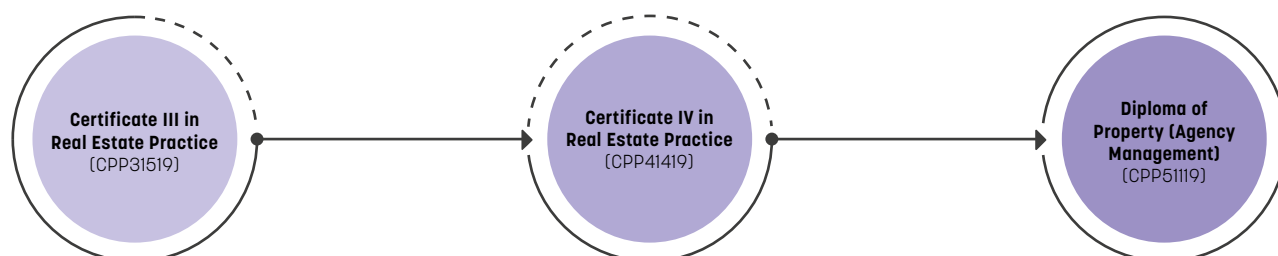 Certificate III in
Real Estate Practice
(CPP31519)
Certificate IV in
Real Estate Practice
(CPP41419)
Diploma of
Property (Agency
Management)
(CPP51119)